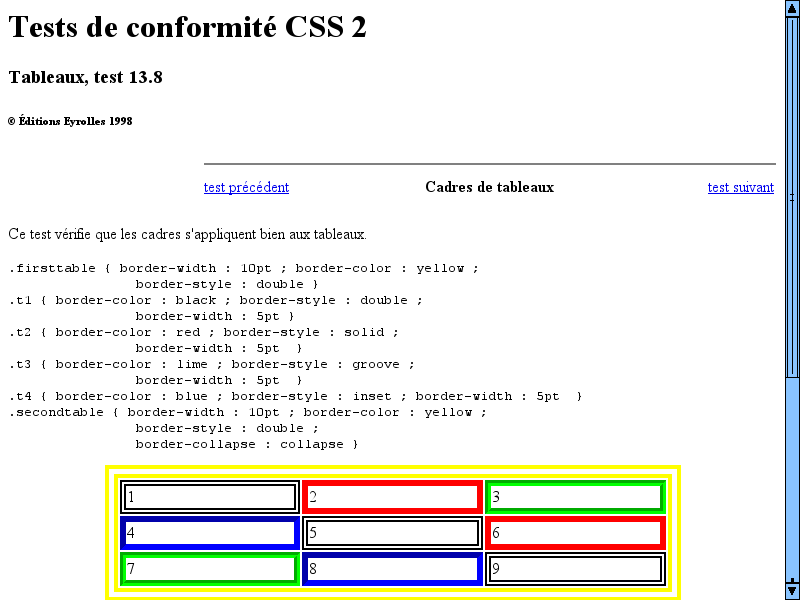 Tests de conformité CSS 2
Tableaux, test 13.8
© Éditions Eyrolles 1998
test précédent Cadres de tableaux test suivant
Ce test vérifie que les cadres s'appliquent bien aux tableaux.
.firsttable { border-width : 10pt ; border-color : yellow ;
border-style : double }
.t1 { border-color : black ; border-style : double ;
border-width : 5pt }
.t2 { border-color : red ; border-style : solid ;
border-width : 5pt }
.t3 { border-color : lime ; border-style : groove ;
border-width : 5pt }
.t4 { border-color : blue ; border-style : inset ; border-width : 5pt }
.secondtable { border-width : 10pt ; border-color : yellow ;
border-style : double ;
border-collapse : collapse }
1 2 3
4 5 6
7 8 9